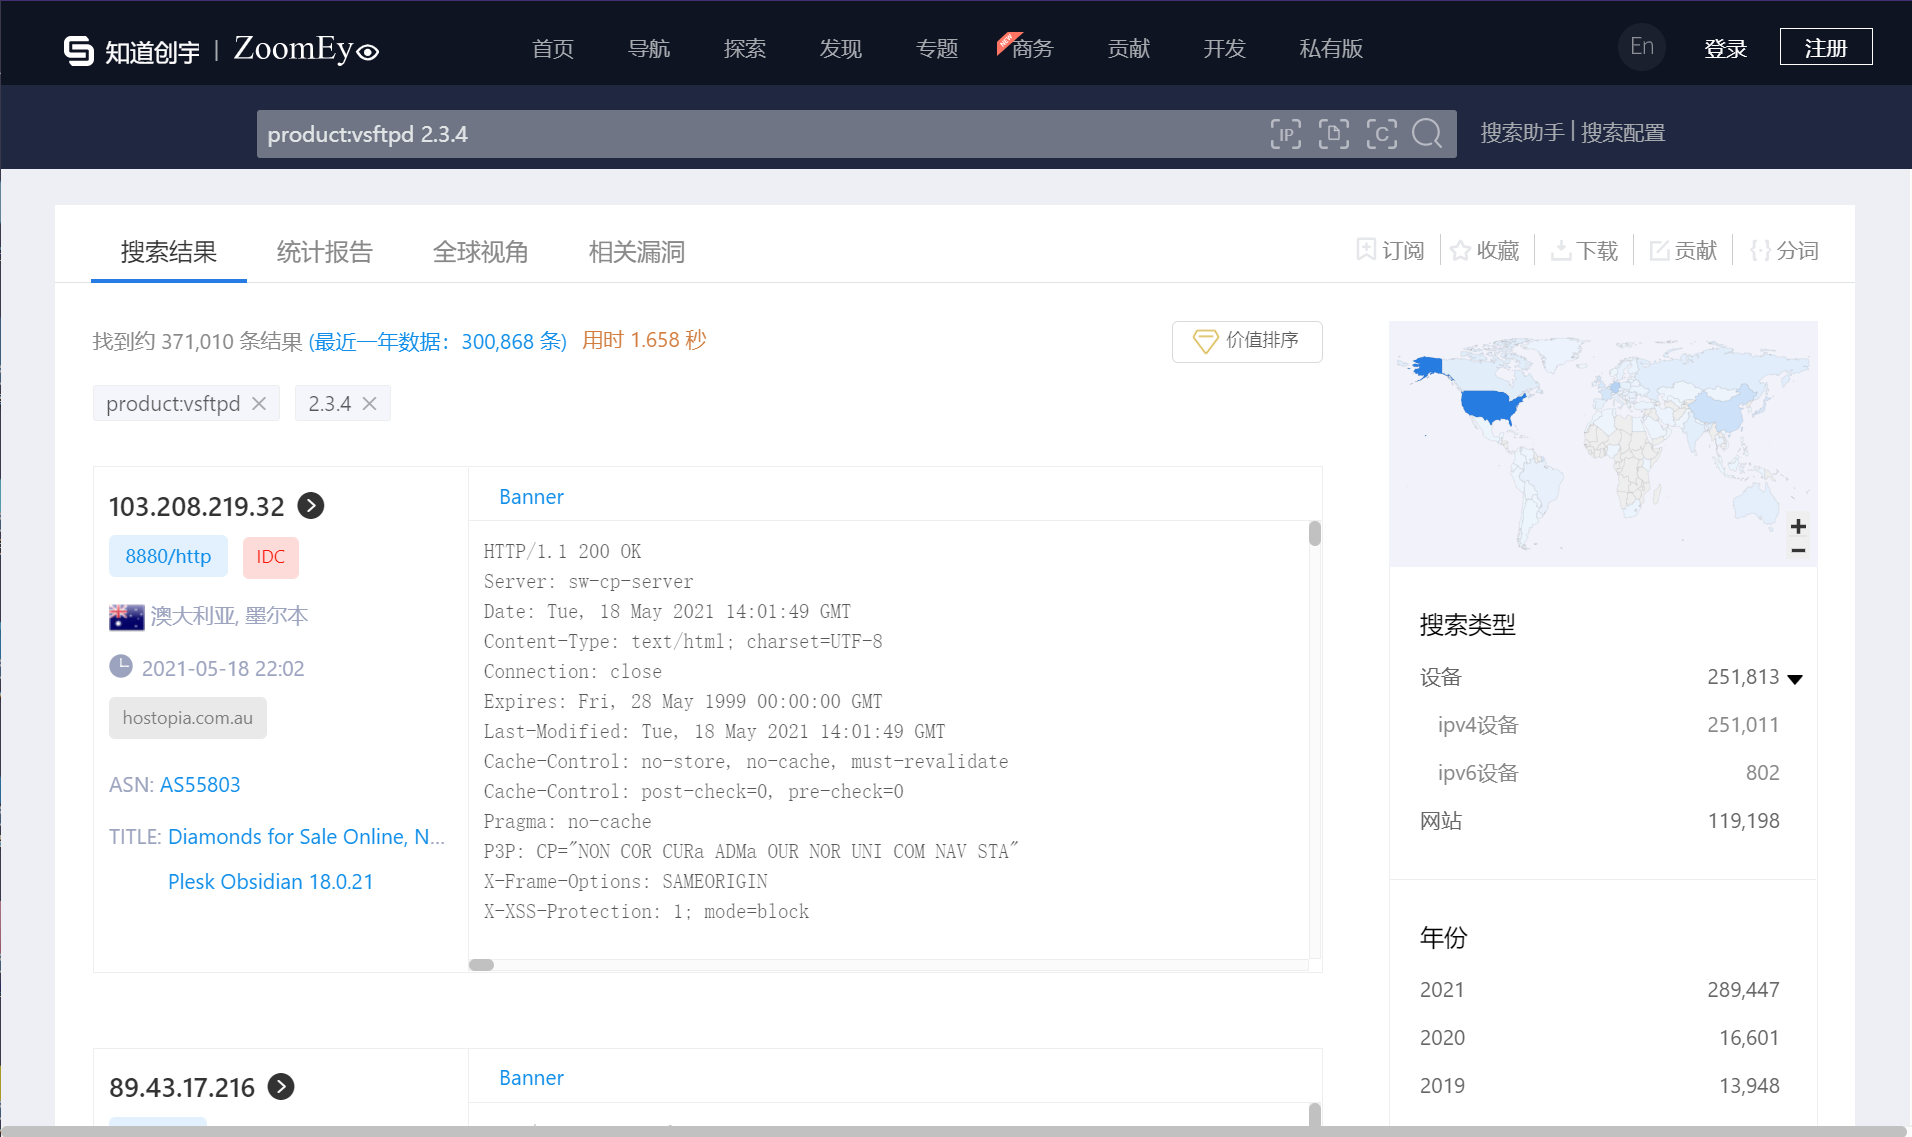 知道创宇 | ZoomEye
首页 导航 探索 发现 专题 NEW 商务 贡献 开发 私有版 En 登录 注册
product:vsftpd 2.3.4 IP C 搜索助手 | 搜索配置
搜索结果 统计报告 全球视角 相关漏洞 订阅 收藏 下载 贡献 分词
找到约 371,010 条结果 (最近一年数据：300,868 条) 用时 1.658 秒 价值排序
product:vsftpd 2.3.4
103.208.219.32
8880/http IDC
澳大利亚, 墨尔本
2021-05-18 22:02
hostopia.com.au
ASN: AS55803
TITLE: Diamonds for Sale Online, N...
Plesk Obsidian 18.0.21
Banner
HTTP/1.1 200 OK
Server: sw-cp-server
Date: Tue, 18 May 2021 14:01:49 GMT
Content-Type: text/html; charset=UTF-8
Connection: close
Expires: Fri, 28 May 1999 00:00:00 GMT
Last-Modified: Tue, 18 May 2021 14:01:49 GMT
Cache-Control: no-store, no-cache, must-revalidate
Cache-Control: post-check=0, pre-check=0
Pragma: no-cache
P3P: CP="NON COR CURa ADMa OUR NOR UNI COM NAV STA"
X-Frame-Options: SAMEORIGIN
X-XSS-Protection: 1; mode=block
89.43.17.216
Banner
+
−
搜索类型
设备 251,813
ipv4设备 251,011
ipv6设备 802
网站 119,198
年份
2021 289,447
2020 16,601
2019 13,948